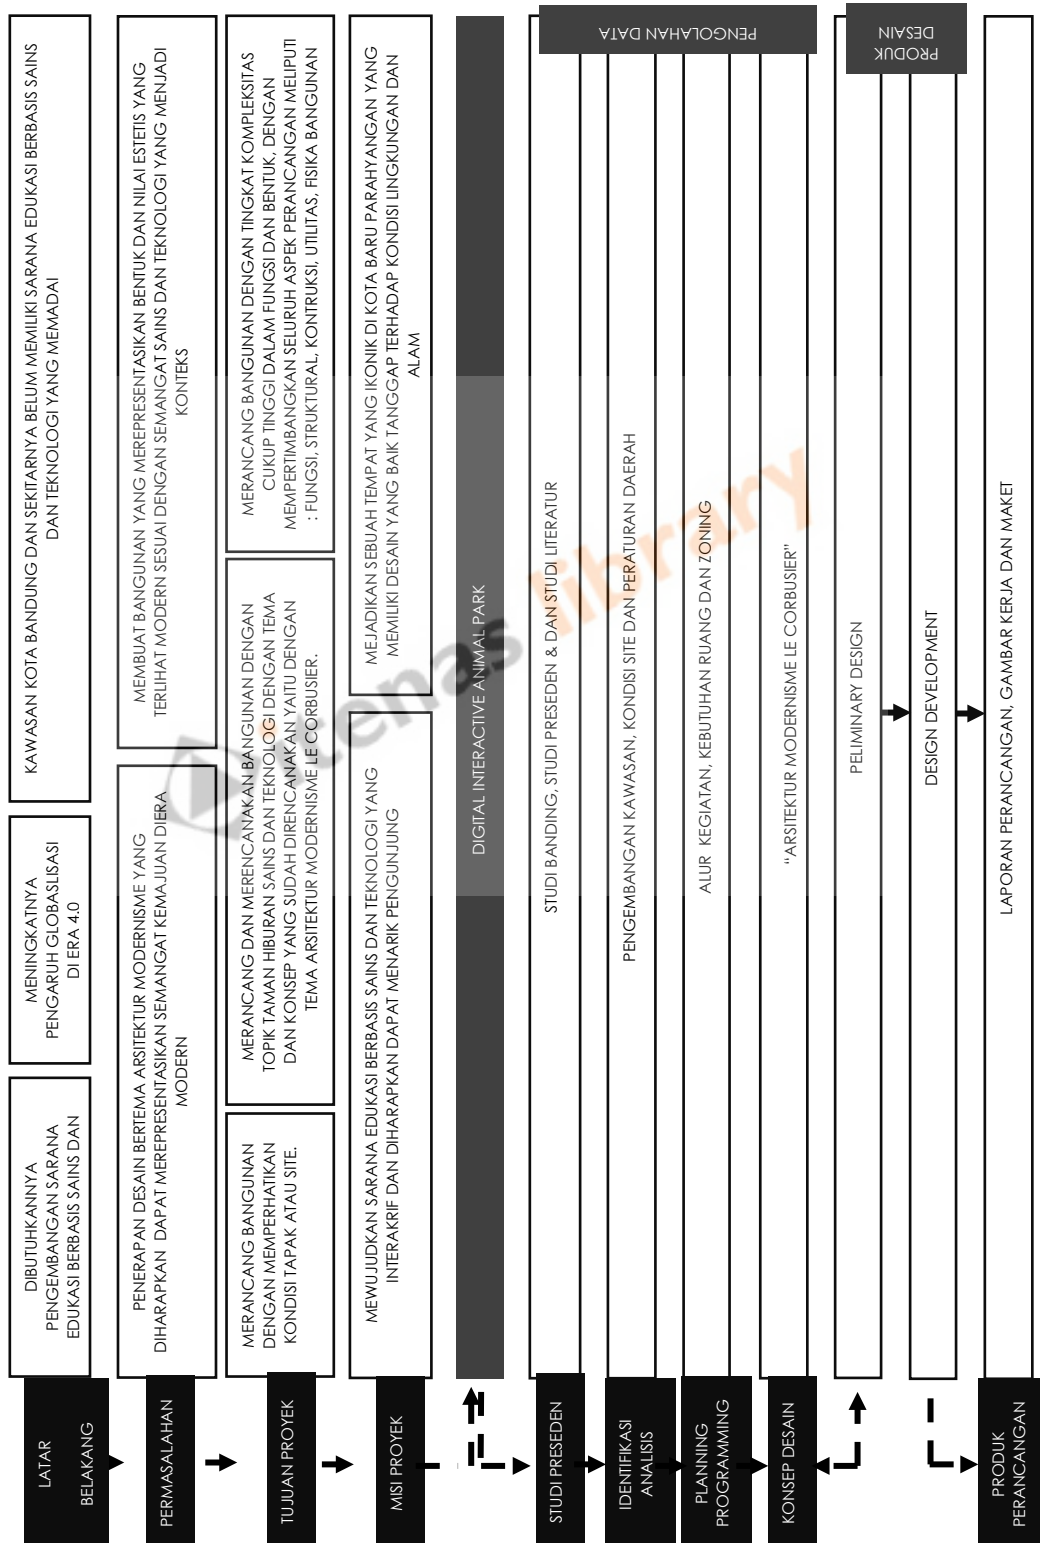 LATAR
BELAKANG
DIBUTUHKANNYA
PENGEMBANGAN SARANA
EDUKASI BERBASIS SAINS DAN
MENINGKATNYA
PENGARUH GLOBASLISASI
DI ERA 4.0
KAWASAN KOTA BANDUNG DAN SEKITARNYA BELUM MEMILIKI SARANA EDUKASI BERBASIS SAINS
DAN TEKNOLOGI YANG MEMADAI
PERMASALAHAN
PENERAPAN DESAIN BERTEMA ARSITEKTUR MODERNISME YANG
DIHARAPKAN DAPAT MEREPRESENTASIKAN SEMANGAT KEMAJUAN DIERA
MODERN
MEMBUAT BANGUNAN YANG MEREPRESENTASIKAN BENTUK DAN NILAI ESTETIS YANG
TERLIHAT MODERN SESUAI DENGAN SEMANGAT SAINS DAN TEKNOLOGI YANG MENJADI
KONTEKS
TUJUAN PROYEK
MERANCANG BANGUNAN
DENGAN MEMPERHATIKAN
KONDISI TAPAK ATAU SITE.
MERANCANG DAN MERENCANAKAN BANGUNAN DENGAN
TOPIK TAMAN HIBURAN SAINS DAN TEKNOLOGI DENGAN TEMA
DAN KONSEP YANG SUDAH DIRENCANAKAN YAITU DENGAN
TEMA ARSITEKTUR MODERNISME LE CORBUSIER.
MERANCANG BANGUNAN DENGAN TINGKAT KOMPLEKSITAS
CUKUP TINGGI DALAM FUNGSI DAN BENTUK, DENGAN
MEMPERTIMBANGKAN SELURUH ASPEK PERANCANGAN MELIPUTI
: FUNGSI, STRUKTURAL, KONTRUKSI, UTILITAS, FISIKA BANGUNAN
MISI PROYEK
MEWUJUDKAN SARANA EDUKASI BERBASIS SAINS DAN TEKNOLOGI YANG
INTERAKRIF DAN DIHARAPKAN DAPAT MENARIK PENGUNJUNG
MEJADIKAN SEBUAH TEMPAT YANG IKONIK DI KOTA BARU PARAHYANGAN YANG
MEMILIKI DESAIN YANG BAIK TANGGAP TERHADAP KONDISI LINGKUNGAN DAN
ALAM
DIGITAL INTERACTIVE ANIMAL PARK
PENGOLAHAN DATA
STUDI PRESEDEN
STUDI BANDING, STUDI PRESEDEN & DAN STUDI LITERATUR
IDENTIFIKASI
ANALISIS
PENGEMBANGAN KAWASAN, KONDISI SITE DAN PERATURAN DAERAH
PLANNING
PROGRAMMING
ALUR KEGIATAN, KEBUTUHAN RUANG DAN ZONING
KONSEP DESAIN
“ARSITEKTUR MODERNISME LE CORBUSIER”
PRODUK
DESAIN
PELIMINARY DESIGN
DESIGN DEVELOPMENT
PRODUK
PERANCANGAN
LAPORAN PERANCANGAN, GAMBAR KERJA DAN MAKET
itenas library